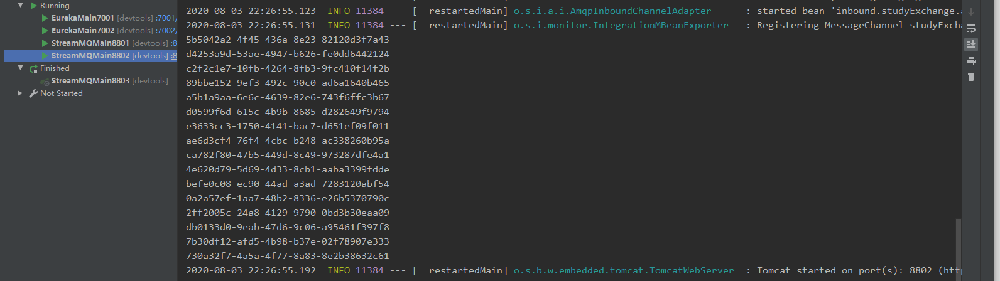 Running
EurekaMain7001 [devtools] :7001/
EurekaMain7002 [devtools] :7002/
StreamMQMain8801 [devtools] :8
StreamMQMain8802 [devtools] :8
Finished
StreamMQMain8803 [devtools]
Not Started
2020-08-03 22:26:55.123 INFO 11384 --- [ restartedMain] o.s.i.a.i.AmqpInboundChannelAdapter : started bean 'inbound.studyExchange.
2020-08-03 22:26:55.131 INFO 11384 --- [ restartedMain] o.s.i.monitor.IntegrationMBeanExporter : Registering MessageChannel studyExch
5b5042a2-4f45-436a-8e23-82120d3f7a43
d4253a9d-53ae-4947-b626-fe0dd6442124
c2f2c1e7-10fb-4264-8fb3-9fc410f14f2b
89bbe152-9ef3-492c-90c0-ad6a1640b465
a5b1a9aa-6e6c-4639-82e6-743f6ffc3b67
d0599f6d-615c-4b9b-8685-d282649f9794
e3633cc3-1750-4141-bac7-d651ef09f011
ae6d3cf4-76f4-4cbc-b248-ac338260b95a
ca782f80-47b5-449d-8c49-973287dfe4a1
4e620d79-5d69-4d33-8cb1-aaba3399fdde
befe0c08-ec90-44ad-a3ad-7283120abf54
0a2a57ef-1aa7-48b2-8336-e26b5370790c
2ff2005c-24a8-4129-9790-0bd3b30eaa09
db0133d0-9eab-47d6-9c06-a95461f397f8
7b30df12-afd5-4b98-b37e-02f78907e333
730a32f7-4a5a-4f77-8a83-8e2b38632c61
2020-08-03 22:26:55.192 INFO 11384 --- [ restartedMain] o.s.b.w.embedded.tomcat.TomcatWebServer : Tomcat started on port(s): 8802 (htt